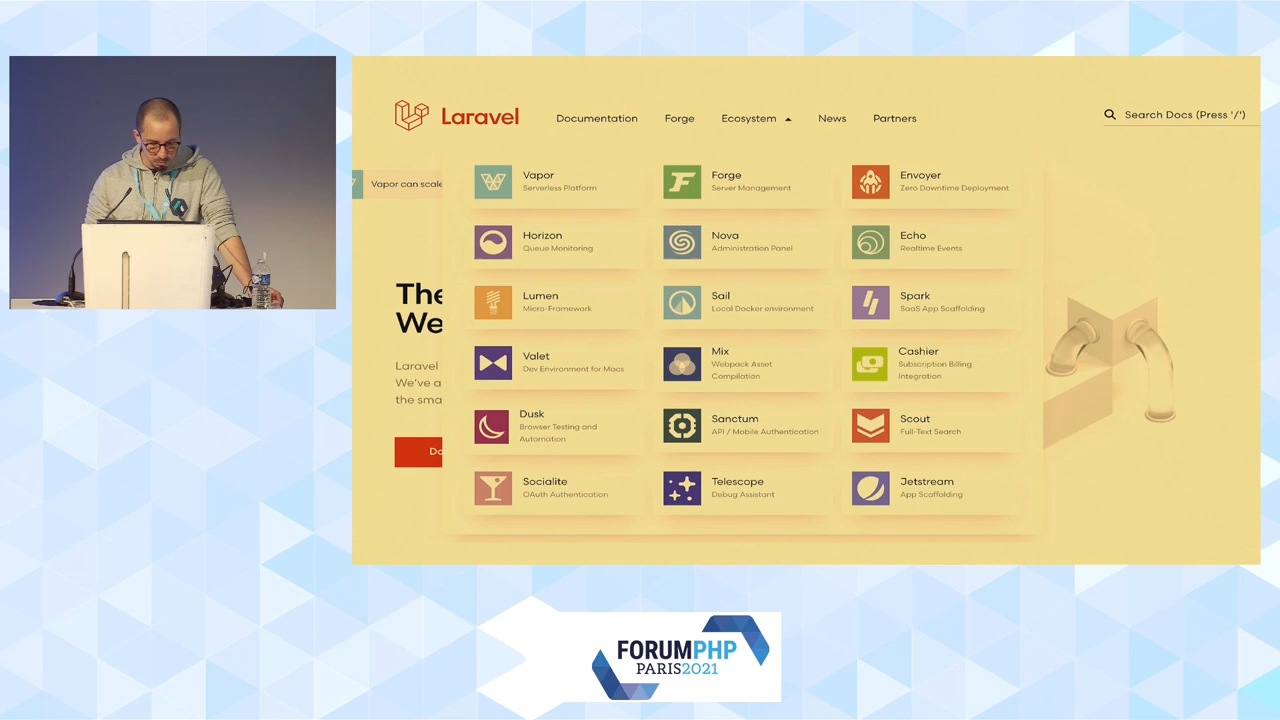 Laravel
Documentation
Forge
Ecosystem
News
Partners
Search Docs (Press '/')
Vapor can scale
Vapor
Serverless Platform
Forge
Server Management
Envoyer
Zero Downtime Deployment
Horizon
Queue Monitoring
Nova
Administration Panel
Echo
Realtime Events
Lumen
Micro-Framework
Sail
Local Docker environment
Spark
SaaS App Scaffolding
Valet
Dev Environment for Macs
Mix
Webpack Asset
Compilation
Cashier
Subscription Billing
Integration
Dusk
Browser Testing and
Automation
Sanctum
API / Mobile Authentication
Scout
Full-Text Search
Socialite
OAuth Authentication
Telescope
Debug Assistant
Jetstream
App Scaffolding
The
We
Laravel
We've a
the sma
Do
FORUMPHP
PARIS2021